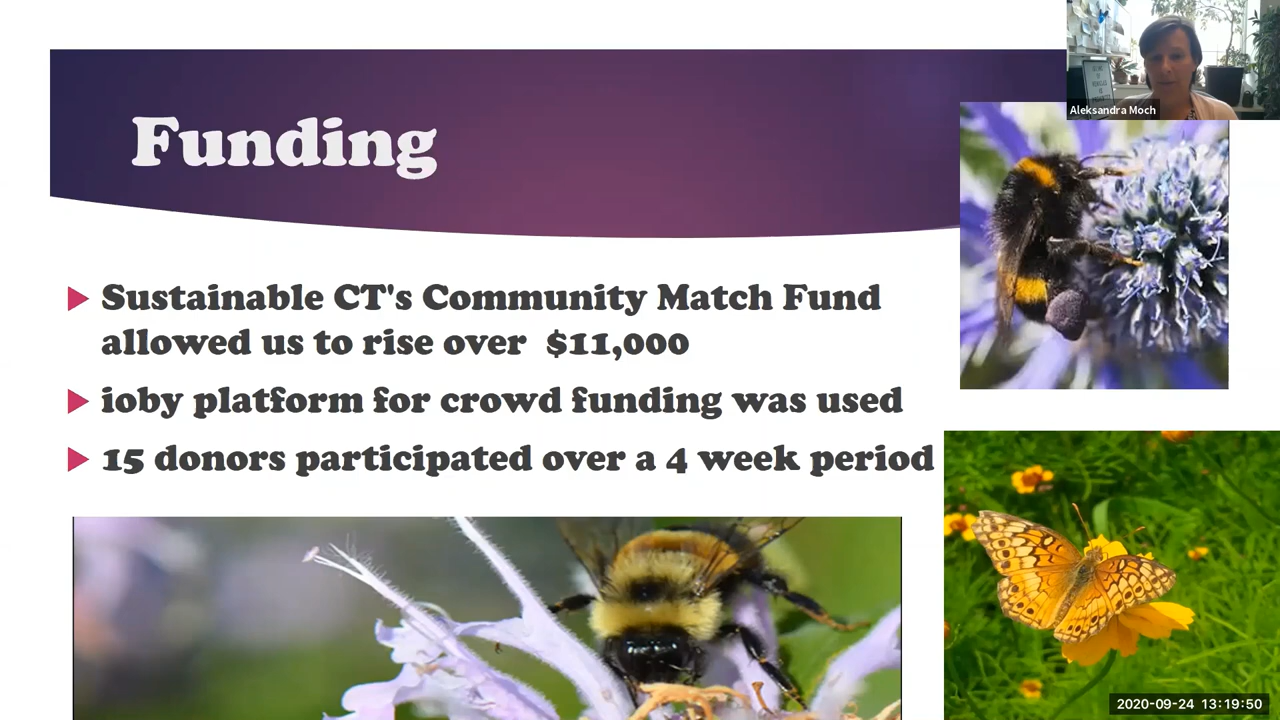 Funding
Aleksandra Moch
Sustainable CT's Community Match Fund
allowed us to rise over $11,000
ioby platform for crowd funding was used
15 donors participated over a 4 week period
2020-09-24 13:19:50